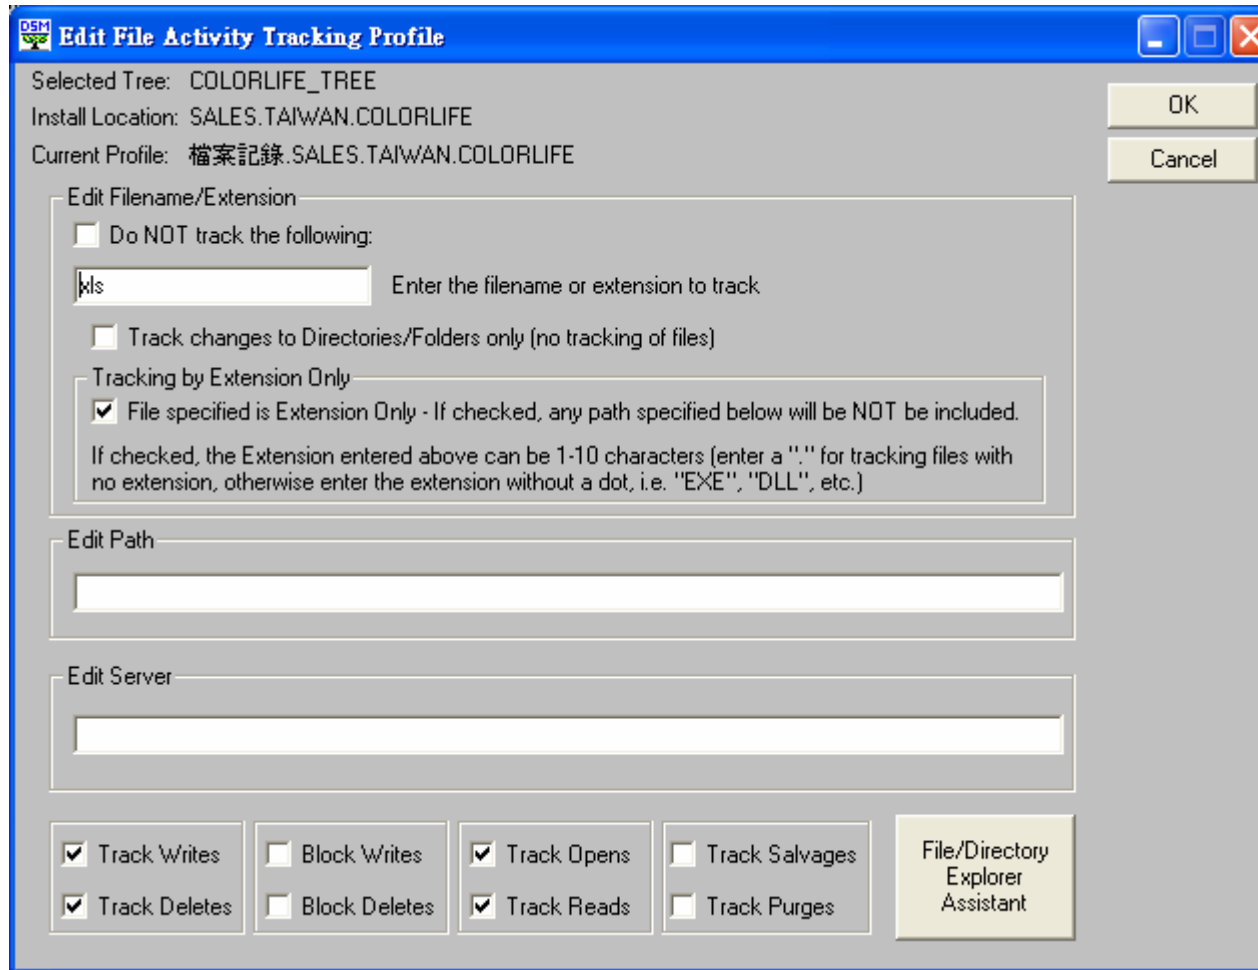 DSM Edit File Activity Tracking Profile
Selected Tree: COLORLIFE_TREE
Install Location: SALES.TAIWAN.COLORLIFE
Current Profile: 檔案記錄.SALES.TAIWAN.COLORLIFE
OK
Cancel
Edit Filename/Extension
Do NOT track the following:
xls Enter the filename or extension to track
Track changes to Directories/Folders only (no tracking of files)
Tracking by Extension Only
File specified is Extension Only - If checked, any path specified below will be NOT be included.
If checked, the Extension entered above can be 1-10 characters (enter a "." for tracking files with
no extension, otherwise enter the extension without a dot, i.e. "EXE", "DLL", etc.)
Edit Path
Edit Server
Track Writes Block Writes Track Opens Track Salvages
Track Deletes Block Deletes Track Reads Track Purges
File/Directory
Explorer
Assistant